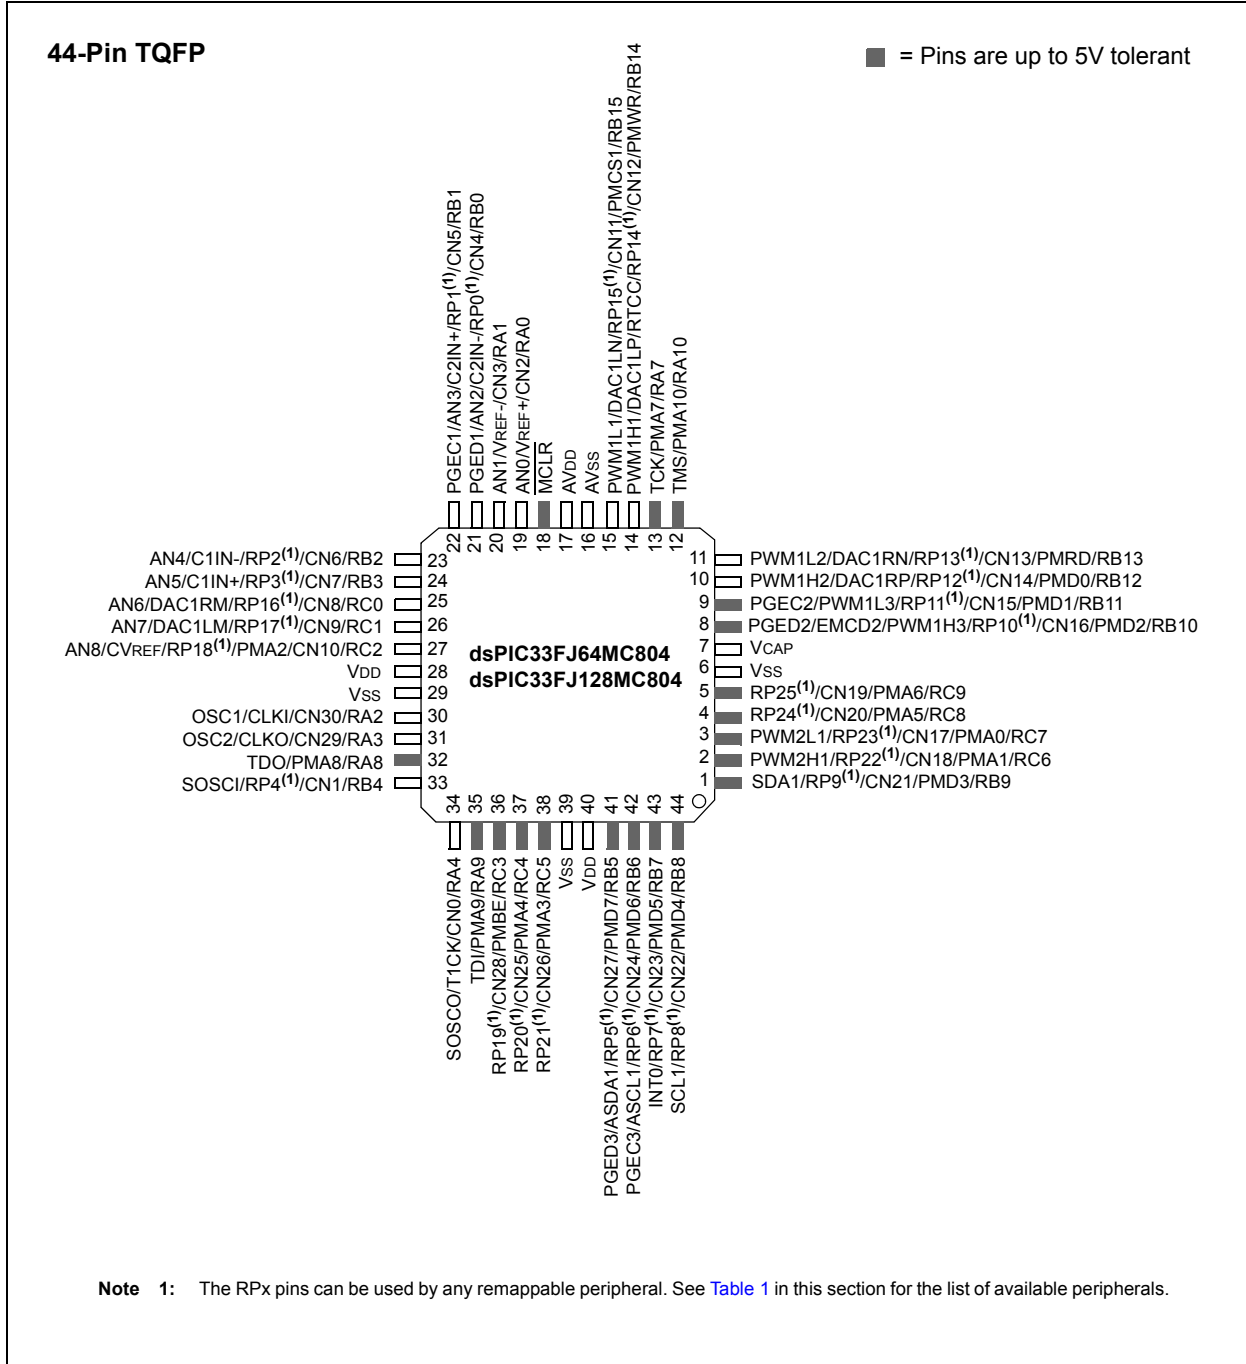 44-Pin TQFP
= Pins are up to 5V tolerant
PGEC1/AN3/C2IN+/RP1(1)/CN5/RB1
PGED1/AN2/C2IN-/RP0(1)/CN4/RB0
AN1/VREF-/CN3/RA1
AN0/VREF+/CN2/RA0
MCLR
AVDD
AVSS
PWM1L1/DAC1LN/RP15(1)/CN11/PMCS1/RB15
PWM1H1/DAC1LP/RTCC/RP14(1)/CN12/PMWR/RB14
TCK/PMA7/RA7
TMS/PMA10/RA10
22 21 20 19 18 17 16 15 14 13 12
AN4/C1IN-/RP2(1)/CN6/RB2 23
AN5/C1IN+/RP3(1)/CN7/RB3 24
AN6/DAC1RM/RP16(1)/CN8/RC0 25
AN7/DAC1LM/RP17(1)/CN9/RC1 26
AN8/CVREF/RP18(1)/PMA2/CN10/RC2 27
VDD 28
VSS 29
OSC1/CLKI/CN30/RA2 30
OSC2/CLKO/CN29/RA3 31
TDO/PMA8/RA8 32
SOSCI/RP4(1)/CN1/RB4 33
dsPIC33FJ64MC804
dsPIC33FJ128MC804
11 PWM1L2/DAC1RN/RP13(1)/CN13/PMRD/RB13
10 PWM1H2/DAC1RP/RP12(1)/CN14/PMD0/RB12
9 PGEC2/PWM1L3/RP11(1)/CN15/PMD1/RB11
8 PGED2/EMCD2/PWM1H3/RP10(1)/CN16/PMD2/RB10
7 VCAP
6 VSS
5 RP25(1)/CN19/PMA6/RC9
4 RP24(1)/CN20/PMA5/RC8
3 PWM2L1/RP23(1)/CN17/PMA0/RC7
2 PWM2H1/RP22(1)/CN18/PMA1/RC6
1 SDA1/RP9(1)/CN21/PMD3/RB9
34 35 36 37 38 39 40 41 42 43 44
SOSCO/T1CK/CN0/RA4
TDI/PMA9/RA9
RP19(1)/CN28/PMBE/RC3
RP20(1)/CN25/PMA4/RC4
RP21(1)/CN26/PMA3/RC5
VSS
VDD
PGED3/ASDA1/RP5(1)/CN27/PMD7/RB5
PGEC3/ASCL1/RP6(1)/CN24/PMD6/RB6
INT0/RP7(1)/CN23/PMD5/RB7
SCL1/RP8(1)/CN22/PMD4/RB8
Note 1: The RPx pins can be used by any remappable peripheral. See Table 1 in this section for the list of available peripherals.